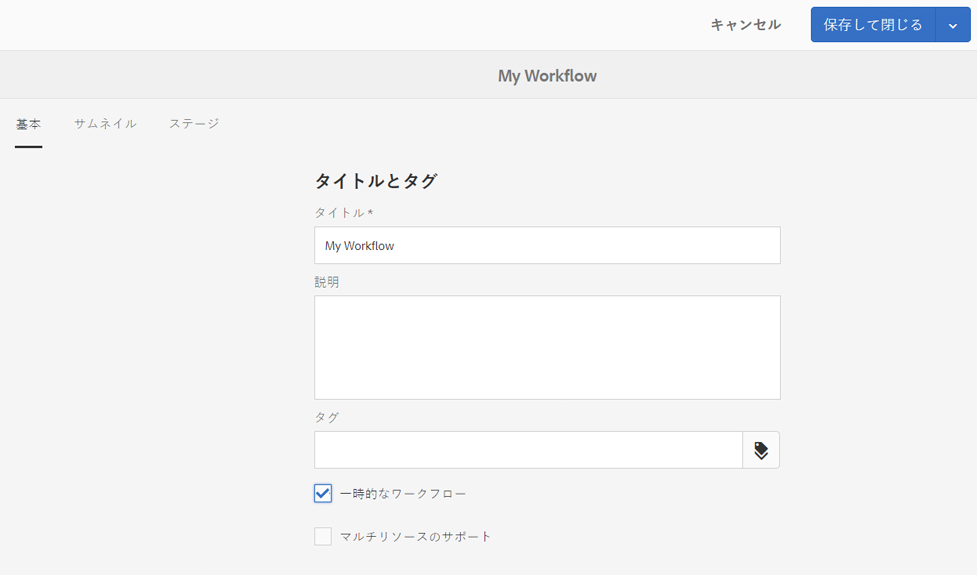 キャンセル 保存して閉じる
My Workflow
基本 サムネイル ステージ
タイトルとタグ
タイトル *
My Workflow
説明
タグ
一時的なワークフロー
マルチリソースのサポート